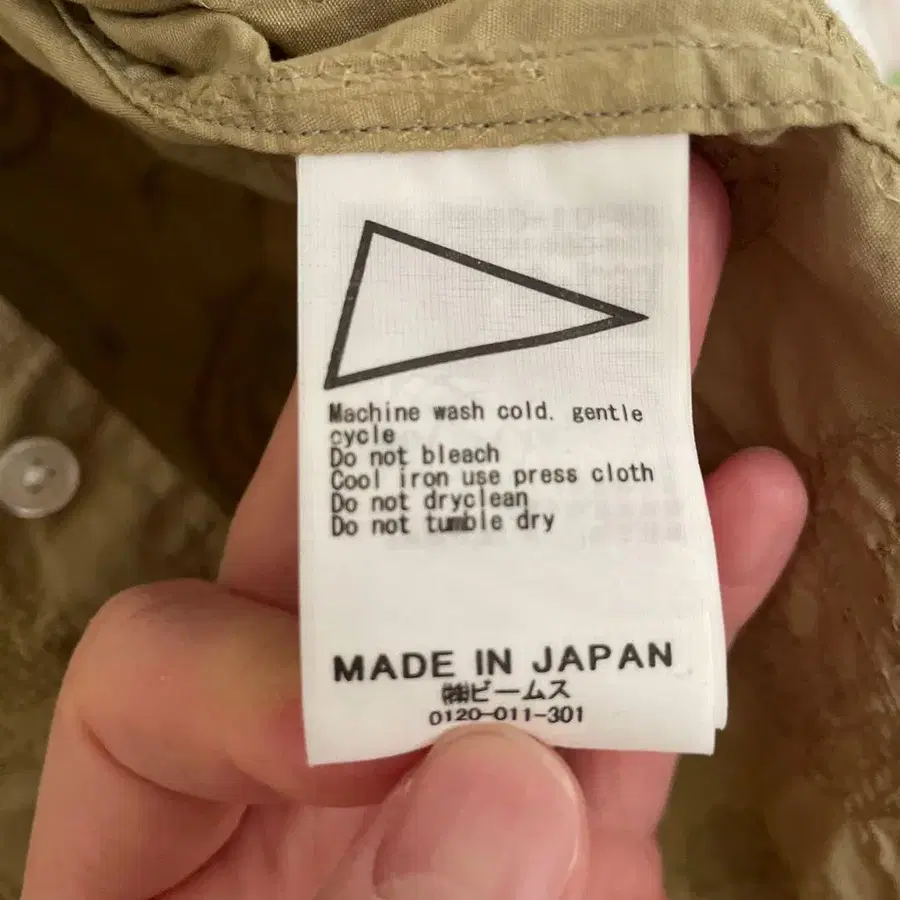 Machine wash cold. gentle
cycle
Do not bleach
Cool iron use press cloth
Do not dryclean
Do not tumble dry
MADE IN JAPAN
㈱ビームス
0120-011-301